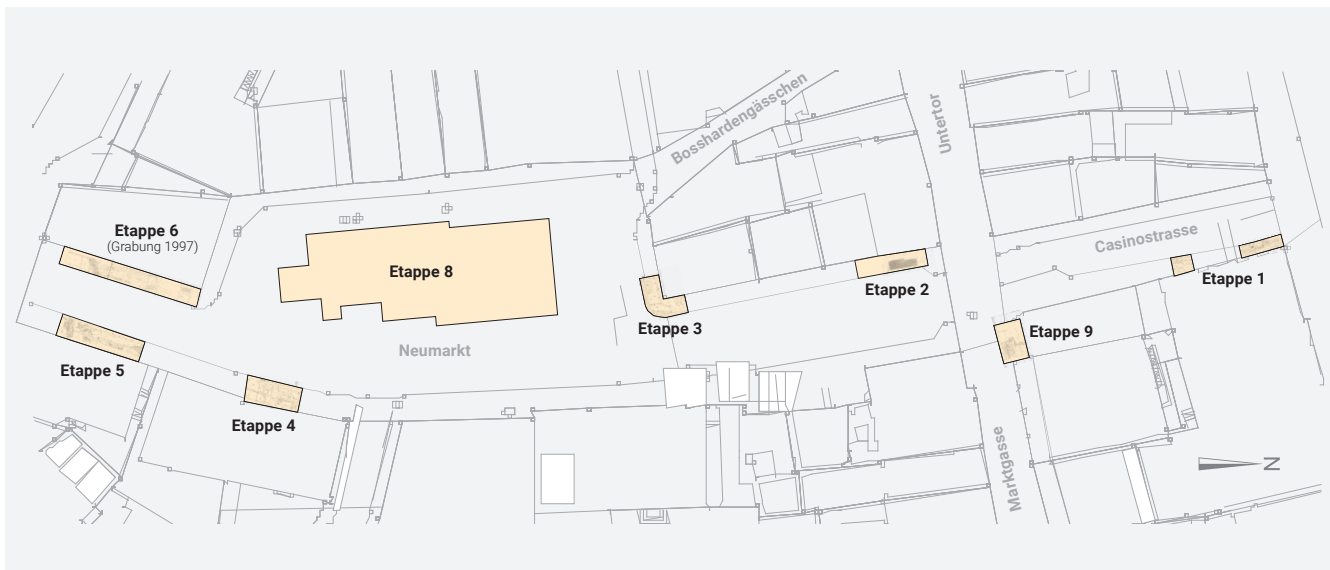 Bosshardengässchen
Untertor
Etappe 6
(Grabung 1997)
Casinostrasse
Etappe 8
Etappe 1
Etappe 2
Etappe 3
Etappe 9
Neumarkt
Etappe 5
Etappe 4
Marktgasse
N